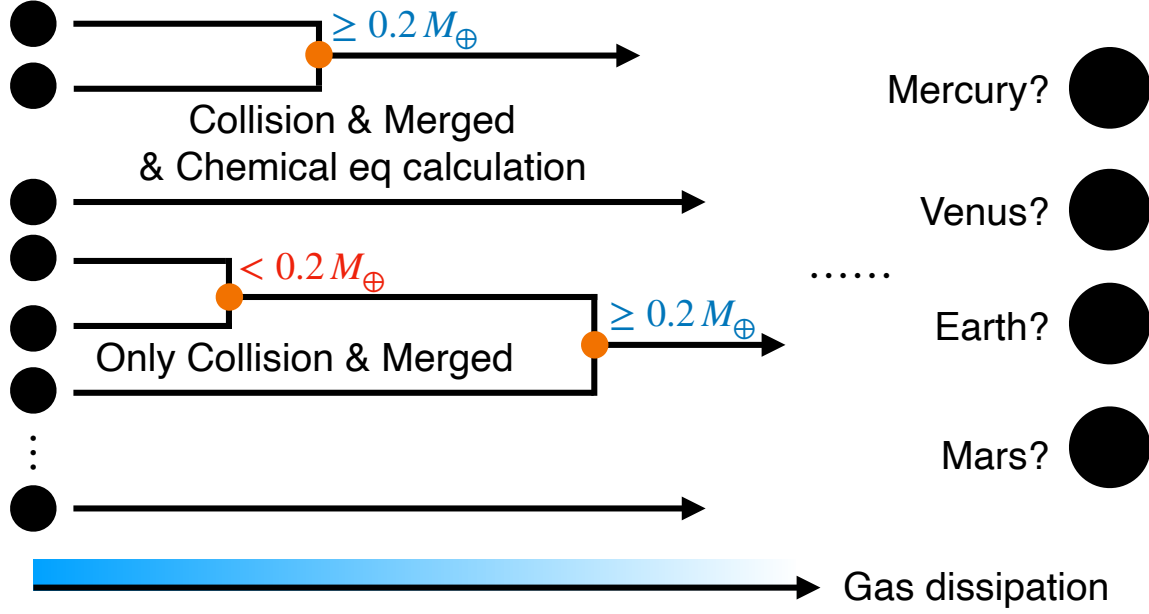 ≥ 0.2 M⊕
Collision & Merged
& Chemical eq calculation
Mercury?
Venus?
< 0.2 M⊕
......
≥ 0.2 M⊕
Only Collision & Merged
Earth?
Mars?
Gas dissipation